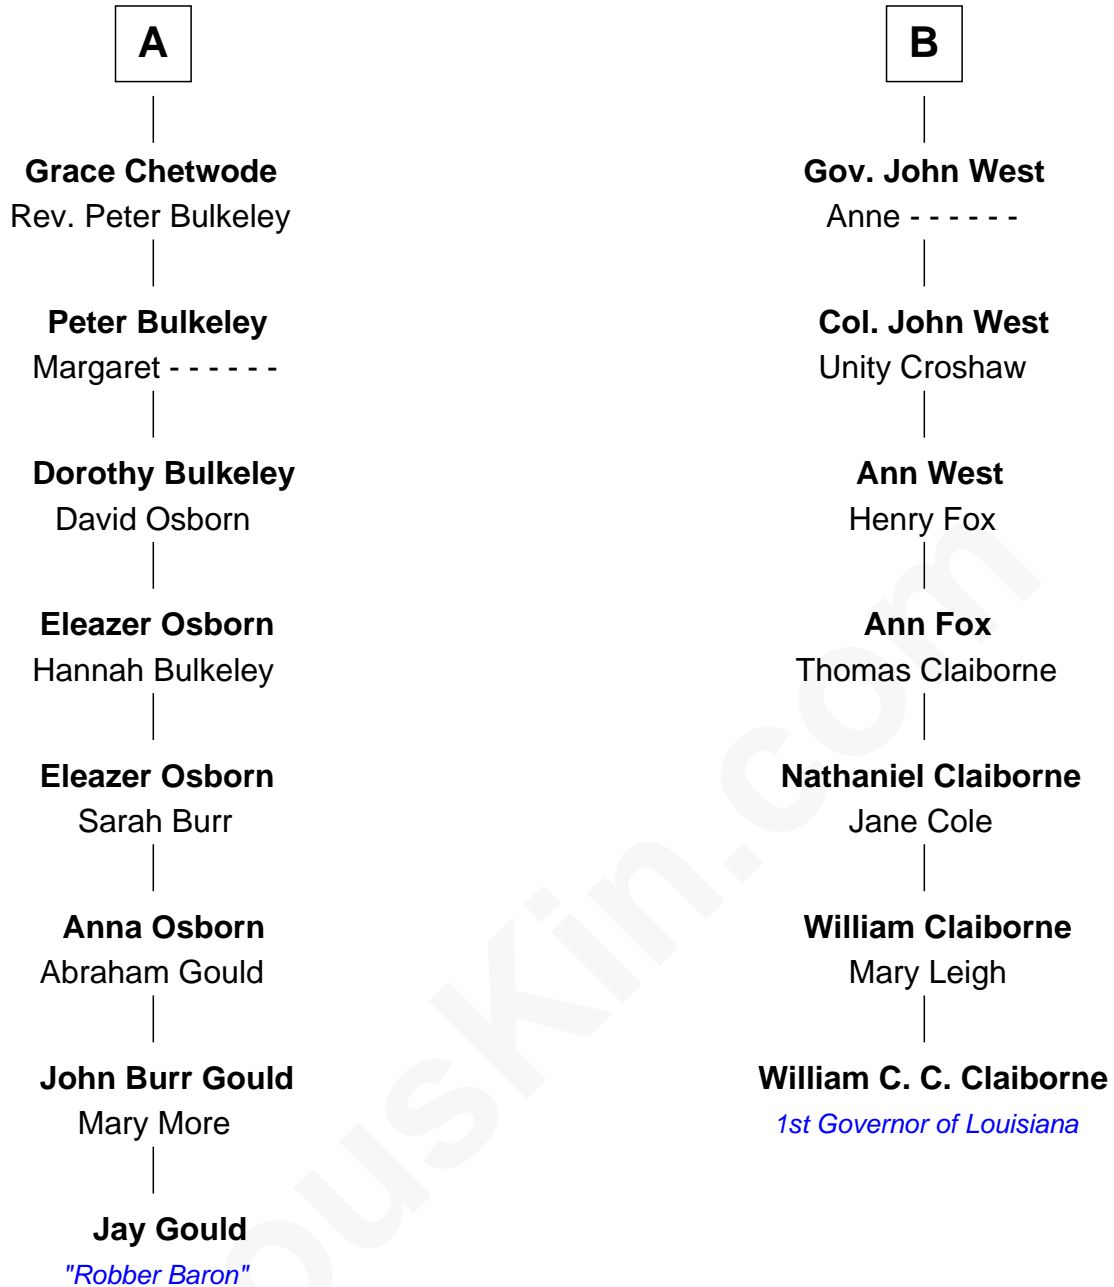 A
Grace Chetwode
Rev. Peter Bulkeley
Peter Bulkeley
Margaret - - - - - -
Dorothy Bulkeley
David Osborn
Eleazer Osborn
Hannah Bulkeley
Eleazer Osborn
Sarah Burr
Anna Osborn
Abraham Gould
John Burr Gould
Mary More
Jay Gould
"Robber Baron"
B
Gov. John West
Anne - - - - - -
Col. John West
Unity Croshaw
Ann West
Henry Fox
Ann Fox
Thomas Claiborne
Nathaniel Claiborne
Jane Cole
William Claiborne
Mary Leigh
William C. C. Claiborne
1st Governor of Louisiana
ousKin.com